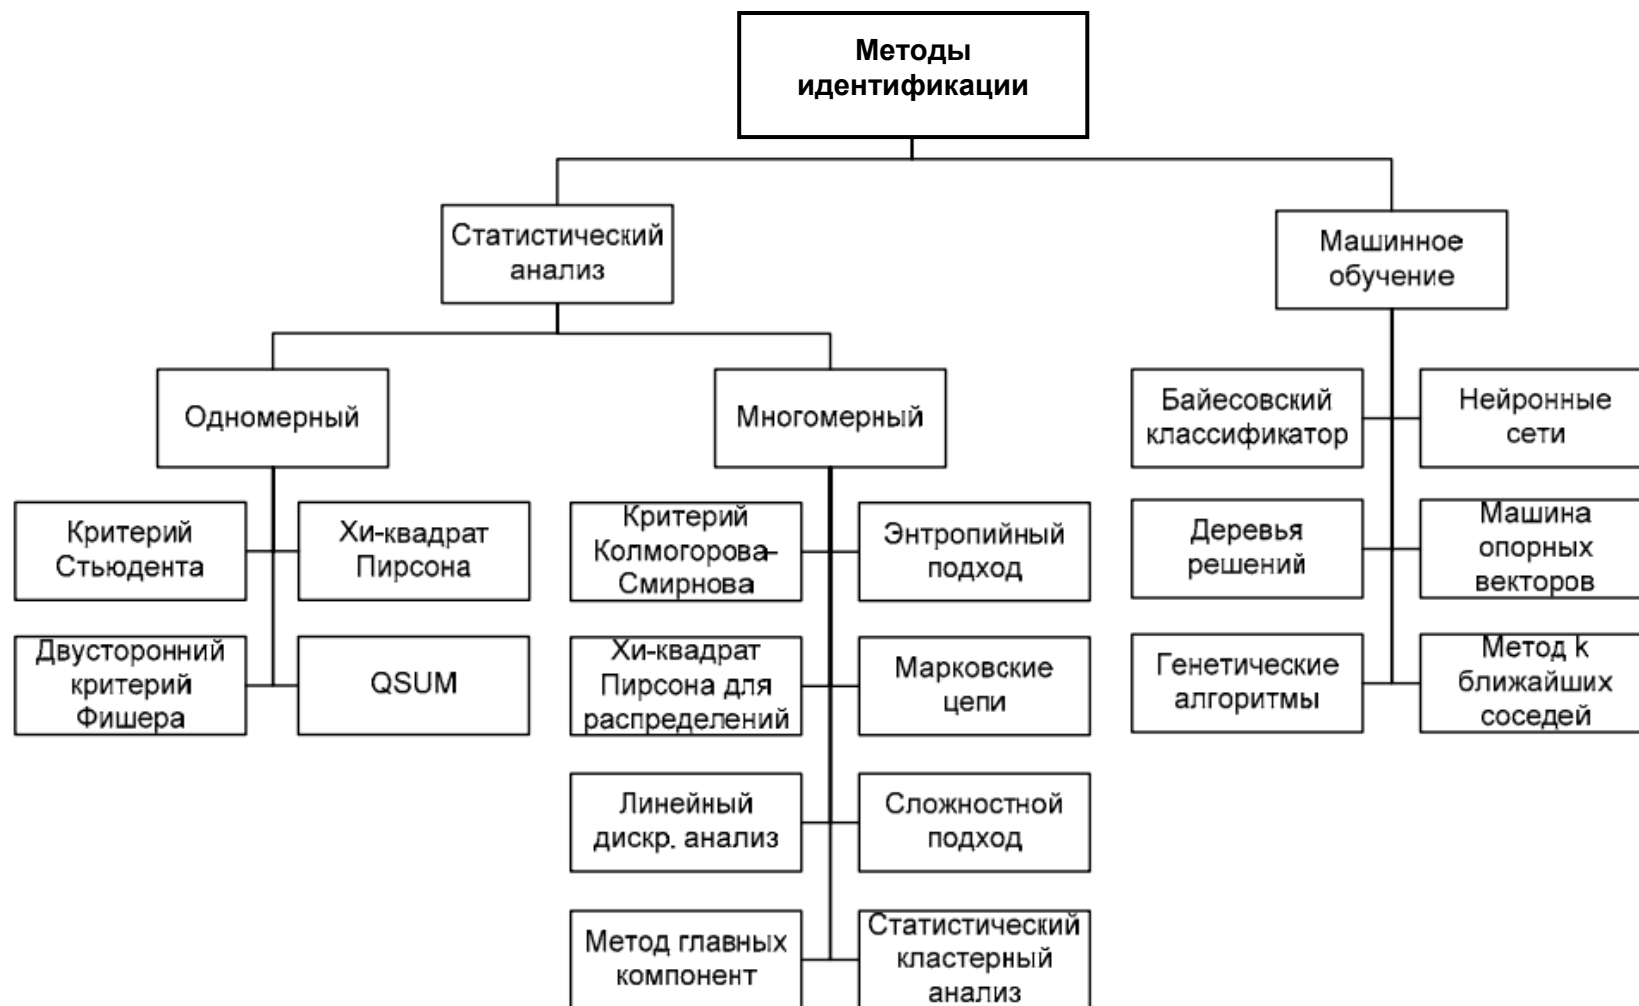 Методы
идентификации
Статистический
анализ
Машинное
обучение
Одномерный
Многомерный
Байесовский
классификатор
Нейронные
сети
Критерий
Стьюдента
Хи-квадрат
Пирсона
Критерий
Колмогорова-
Смирнова
Энтропийный
подход
Деревья
решений
Машина
опорных
векторов
Двусторонний
критерий
Фишера
QSUM
Хи-квадрат
Пирсона для
распределений
Марковские
цепи
Генетические
алгоритмы
Метод k
ближайших
соседей
Линейный
дискр. анализ
Сложностной
подход
Метод главных
компонент
Статистический
кластерный
анализ